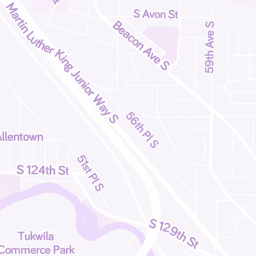 S Avon St
Beacon Ave S
59th Ave S
Martin Luther King Junior Way S
56th Pl S
Allentown
S 124th St
51st Pl S
S 129th St
Tukwila
Commerce Park